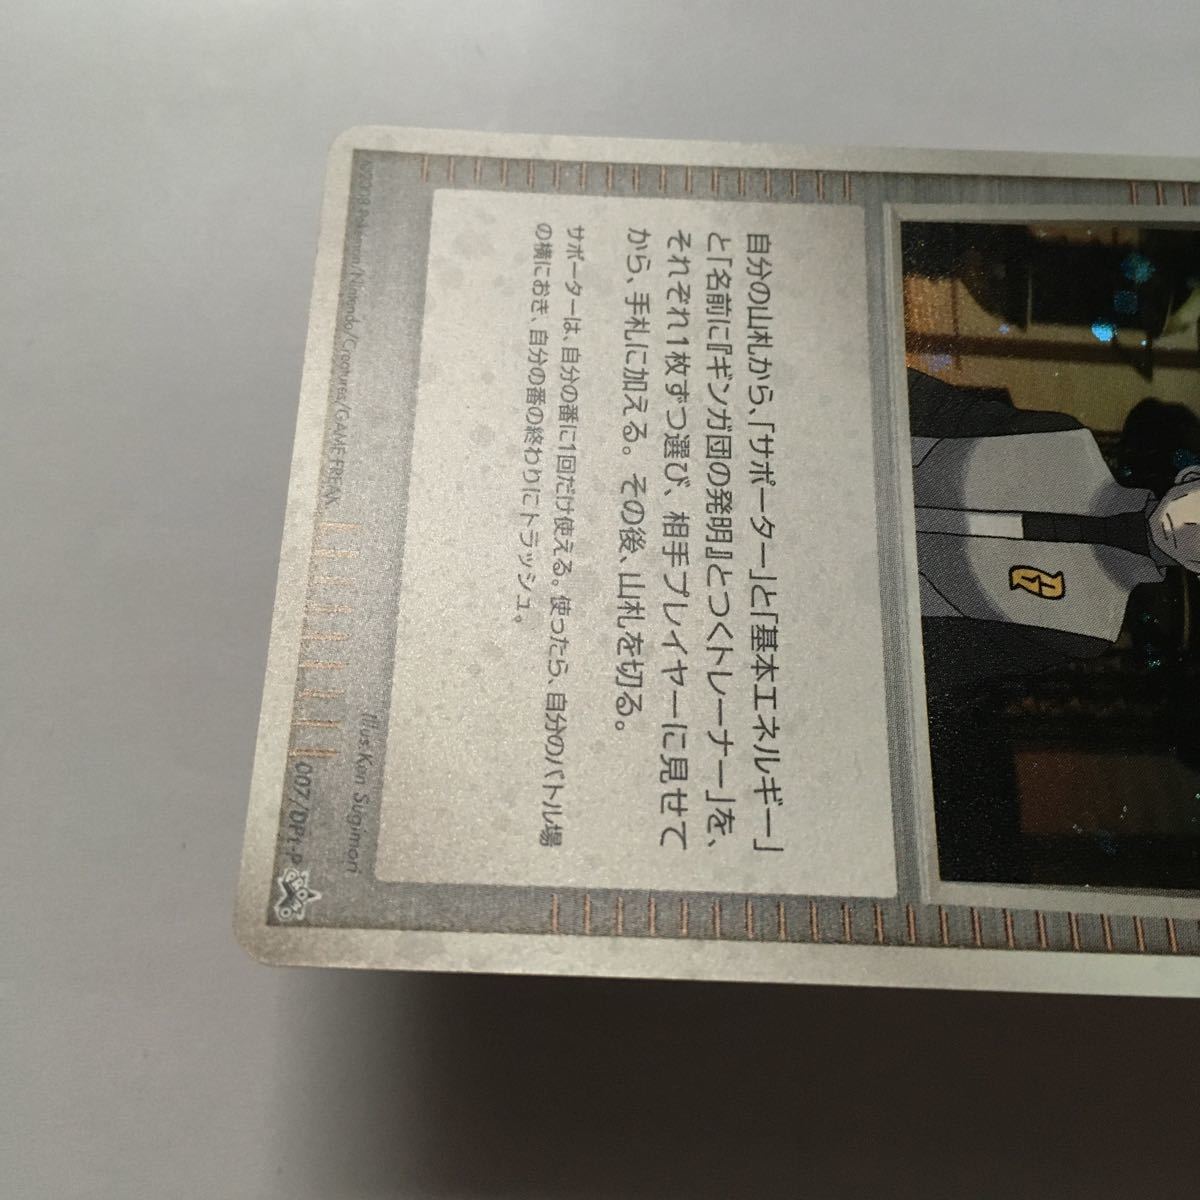 自分の山札から、「サポーター」と「基本エネルギー」
と「名前に『ギンガ団の発明』とつくトレーナー」を、
それぞれ1枚ずつ選び、相手プレイヤーに見せて
から、手札に加える。その後、山札を切る。
サポーターは、自分の番に1回だけ使える。使ったら、自分のバトル場
の横におき、自分の番の終わりにトラッシュ。
Illus.Ken Sugimori
©2008 Pokémon/Nintendo/Creatures/GAME FREAK
007/DPt-P
PROMO